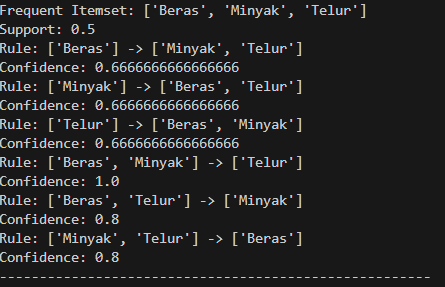 Frequent Itemset: ['Beras', 'Minyak', 'Telur']
Support: 0.5
Rule: ['Beras'] -> ['Minyak', 'Telur']
Confidence: 0.6666666666666666
Rule: ['Minyak'] -> ['Beras', 'Telur']
Confidence: 0.6666666666666666
Rule: ['Telur'] -> ['Beras', 'Minyak']
Confidence: 0.6666666666666666
Rule: ['Beras', 'Minyak'] -> ['Telur']
Confidence: 1.0
Rule: ['Beras', 'Telur'] -> ['Minyak']
Confidence: 0.8
Rule: ['Minyak', 'Telur'] -> ['Beras']
Confidence: 0.8
--------------------------------------------------------